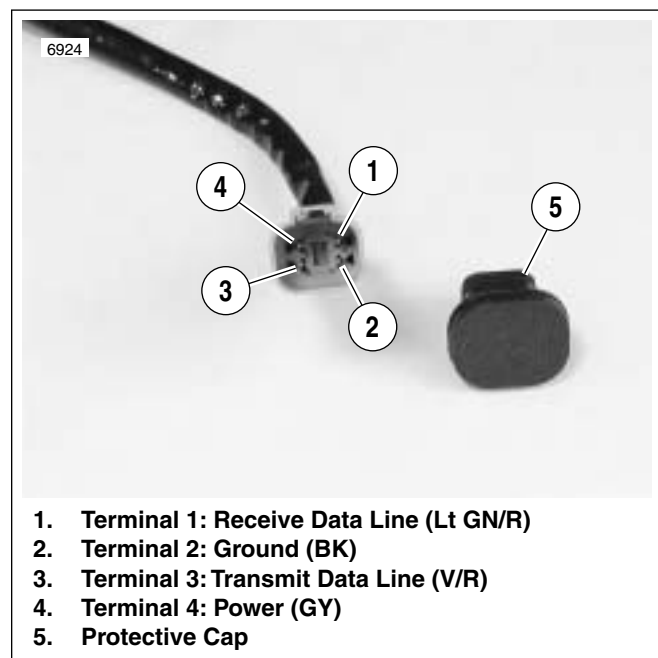 6924
4
1
5
3
2
1. Terminal 1: Receive Data Line (Lt GN/R)
2. Terminal 2: Ground (BK)
3. Terminal 3: Transmit Data Line (V/R)
4. Terminal 4: Power (GY)
5. Protective Cap